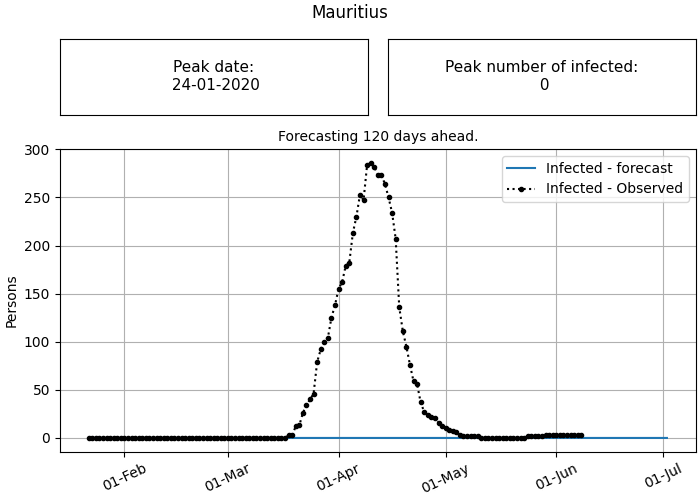 Mauritius
Peak date:
24-01-2020
Peak number of infected:
0
Forecasting 120 days ahead.
300
250
200
150
100
50
0
Persons
Infected - forecast
Infected - Observed
01-Feb
01-Mar
01-Apr
01-May
01-Jun
01-Jul